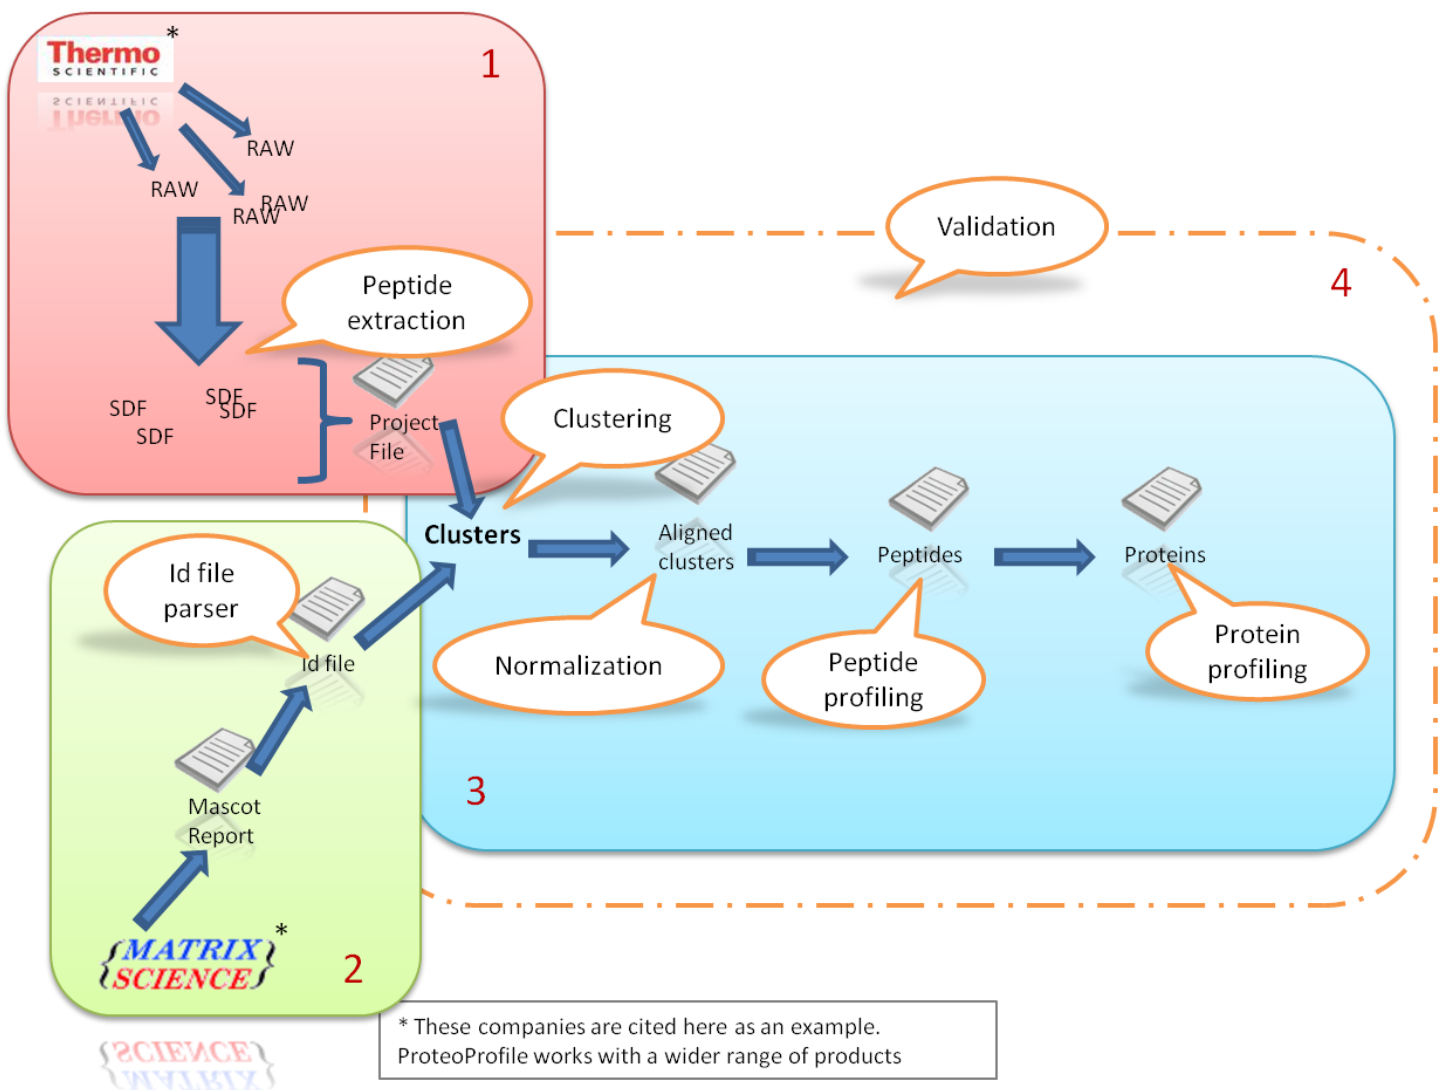 Thermo
SCIENTIFIC
*
1
RAW
RAW
RAW
RAW
Peptide
extraction
SDF
SDF
SDF
SDF
Project
File
Validation
4
Clustering
Clusters
Aligned
clusters
Peptides
Proteins
Normalization
Peptide
profiling
Protein
profiling
3
Id file
parser
Id file
Mascot
Report
{MATRIX
SCIENCE}
*
2
* These companies are cited here as an example.
ProteoProfile works with a wider range of products